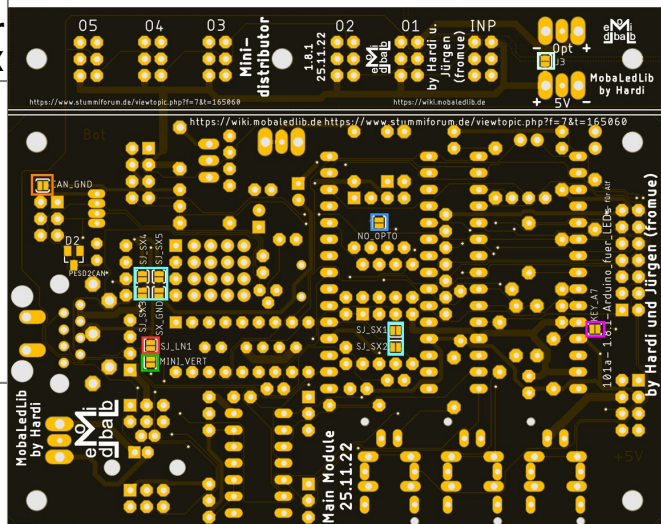 05 04 03 02 01 INP
Mini-
distributor
1.8.1
25.11.22
by Hardi u.
Jürgen
(fromue)
- Opt +
J3
+ 5V -
MobaLedLib
by Hardi
https://www.stummiforum.de/viewtopic.php?f=7&t=165060
https://wiki.mobaledlib.de
https://wiki.mobaledlib.de https://www.stummiforum.de/viewtopic.php?f=7&t=165060
Bot
CAN_GND
D2
PESD2CAN
SJ_SX4
SJ_SX5
SJ_SX3
SX_GND
SJ_LN1
MINI_VERT
NO_OPTO
SJ_SX1
SJ_SX2
KEY_A7
101a- 1.8.1-Arduino_fuer_LEDs
für Alf
by Hardi und Jürgen (fromue)
MobaLedLib
by Hardi
Main Module
25.11.22
+5V